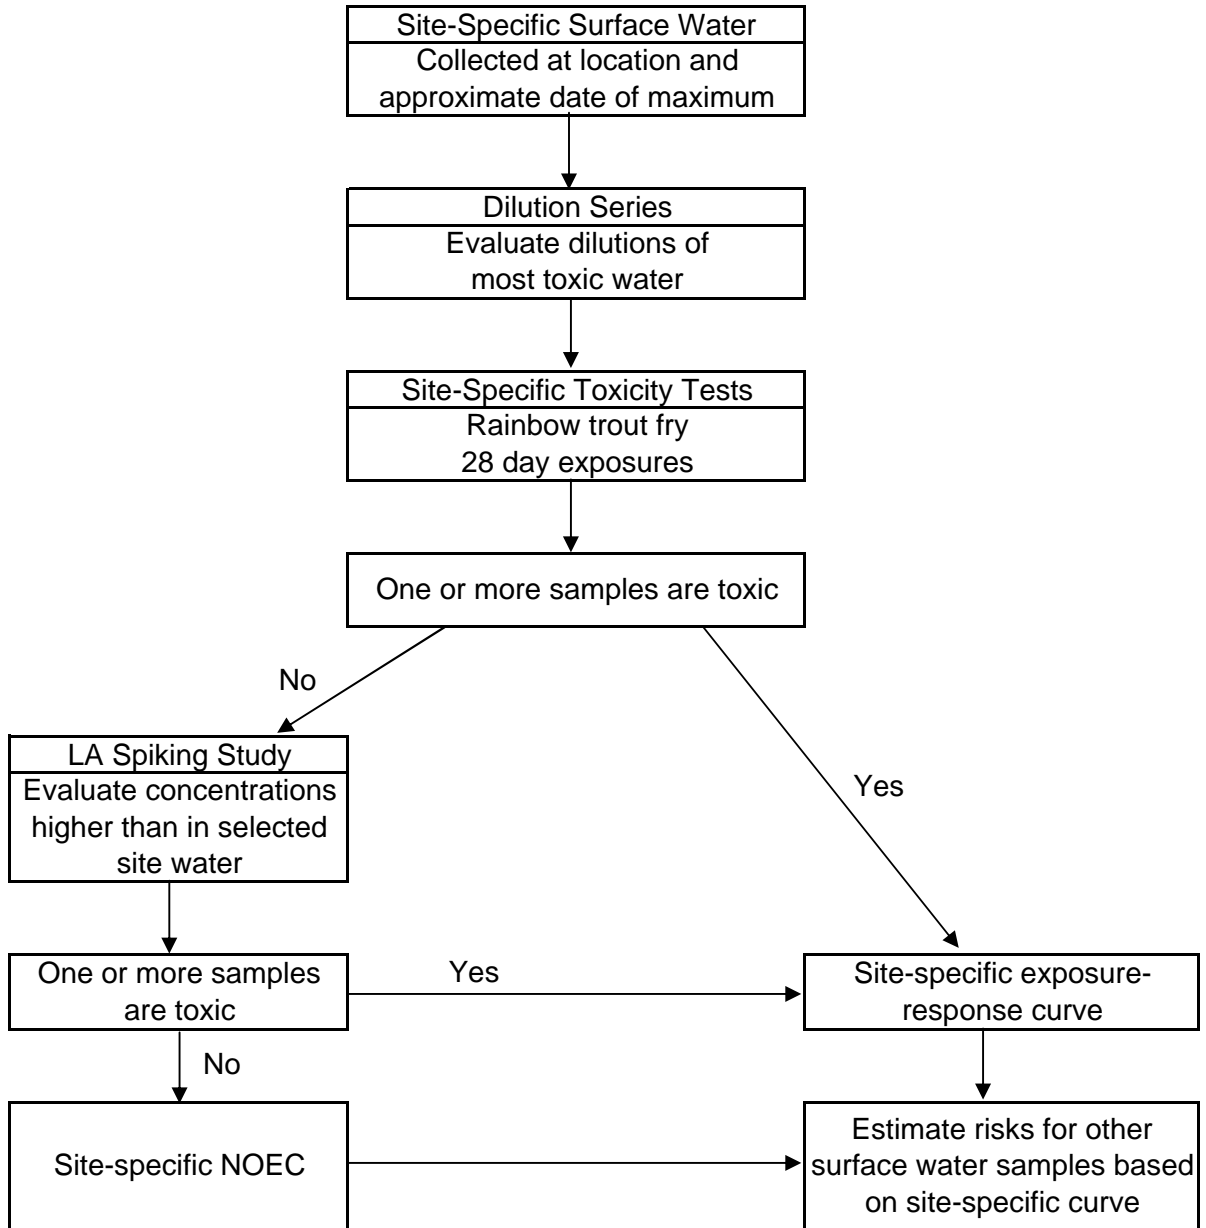 Site-Specific Surface Water
Collected at location and
approximate date of maximum
Dilution Series
Evaluate dilutions of
most toxic water
Site-Specific Toxicity Tests
Rainbow trout fry
28 day exposures
One or more samples are toxic
No
LA Spiking Study
Evaluate concentrations
higher than in selected
site water
Yes
One or more samples
are toxic
Yes
Site-specific exposure-
response curve
No
Site-specific NOEC
Estimate risks for other
surface water samples based
on site-specific curve